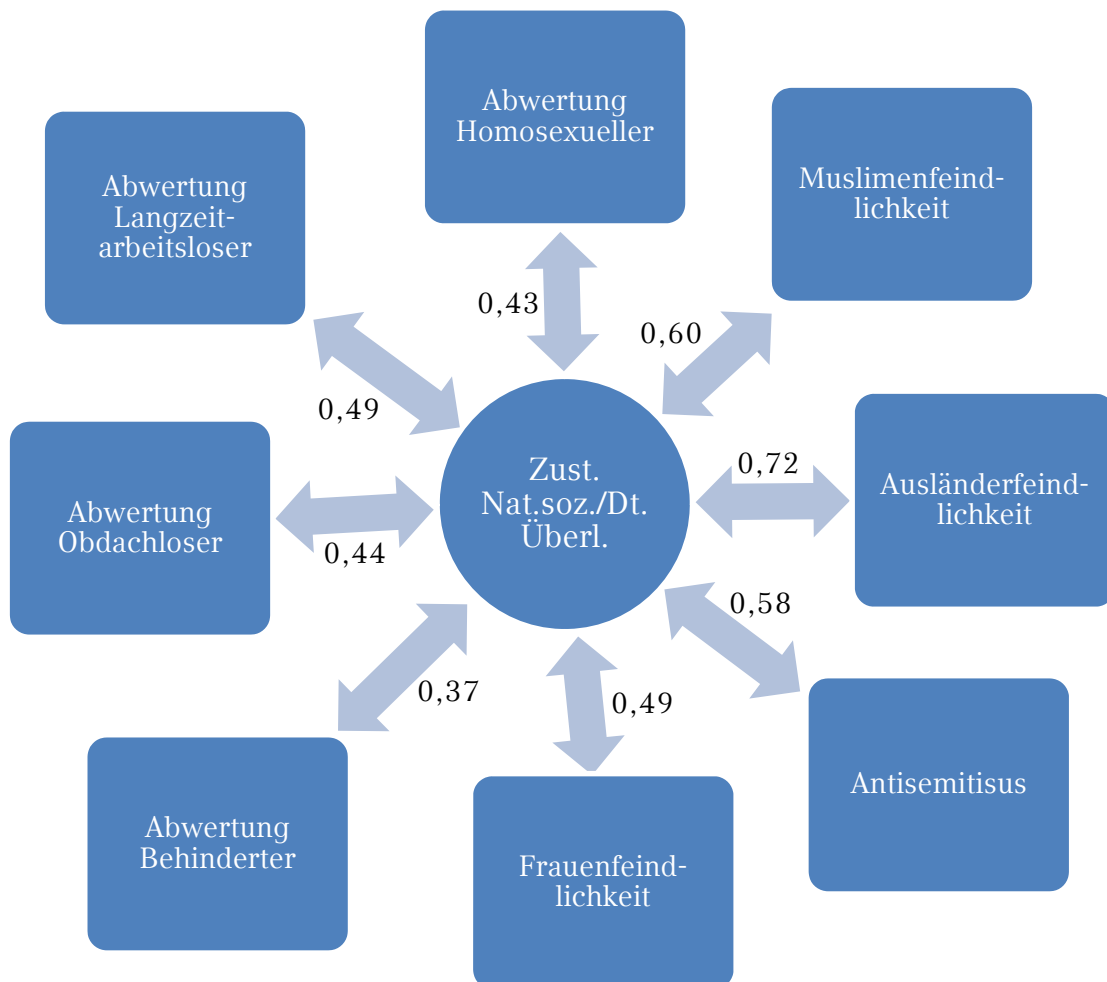 Abwertung
Homosexueller
Muslimenfeind-
lichkeit
Abwertung
Langzeit-
arbeitsloser
0,43
0,60
0,49
Zust.
Nat.soz./Dt.
Überl.
0,72
Ausländerfeind-
lichkeit
Abwertung
Obdachloser
0,44
0,58
0,37
0,49
Antisemitisus
Abwertung
Behinderter
Frauenfeind-
lichkeit